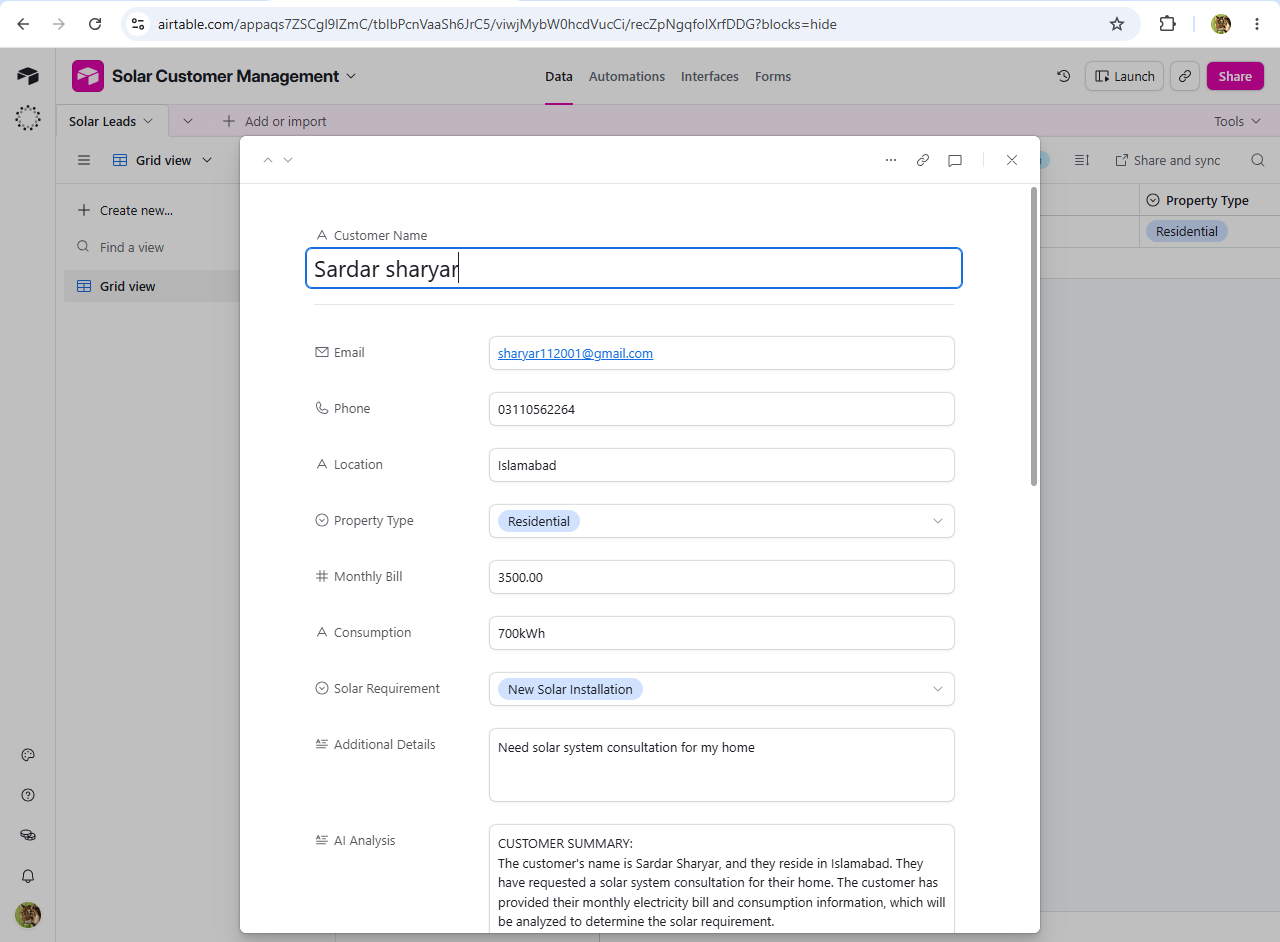 airtable.com/appaqs7ZSCgI9IZmC/tblbPcnVaaSh6JrC5/viwjMybW0hcdVucCi/recZpNgqfoIXrfDDG?blocks=hide
Solar Customer Management
Data Automations Interfaces Forms
Launch
Share
Solar Leads
Add or import
Tools
Grid view
Share and sync
Create new...
Find a view
Grid view
Property Type
Residential
Customer Name
Sardar sharyar
Email
sharyar112001@gmail.com
Phone
03110562264
Location
Islamabad
Property Type
Residential
Monthly Bill
3500.00
Consumption
700kWh
Solar Requirement
New Solar Installation
Additional Details
Need solar system consultation for my home
AI Analysis
CUSTOMER SUMMARY:
The customer's name is Sardar Sharyar, and they reside in Islamabad. They
have requested a solar system consultation for their home. The customer has
provided their monthly electricity bill and consumption information, which will
be analyzed to determine the solar requirement.